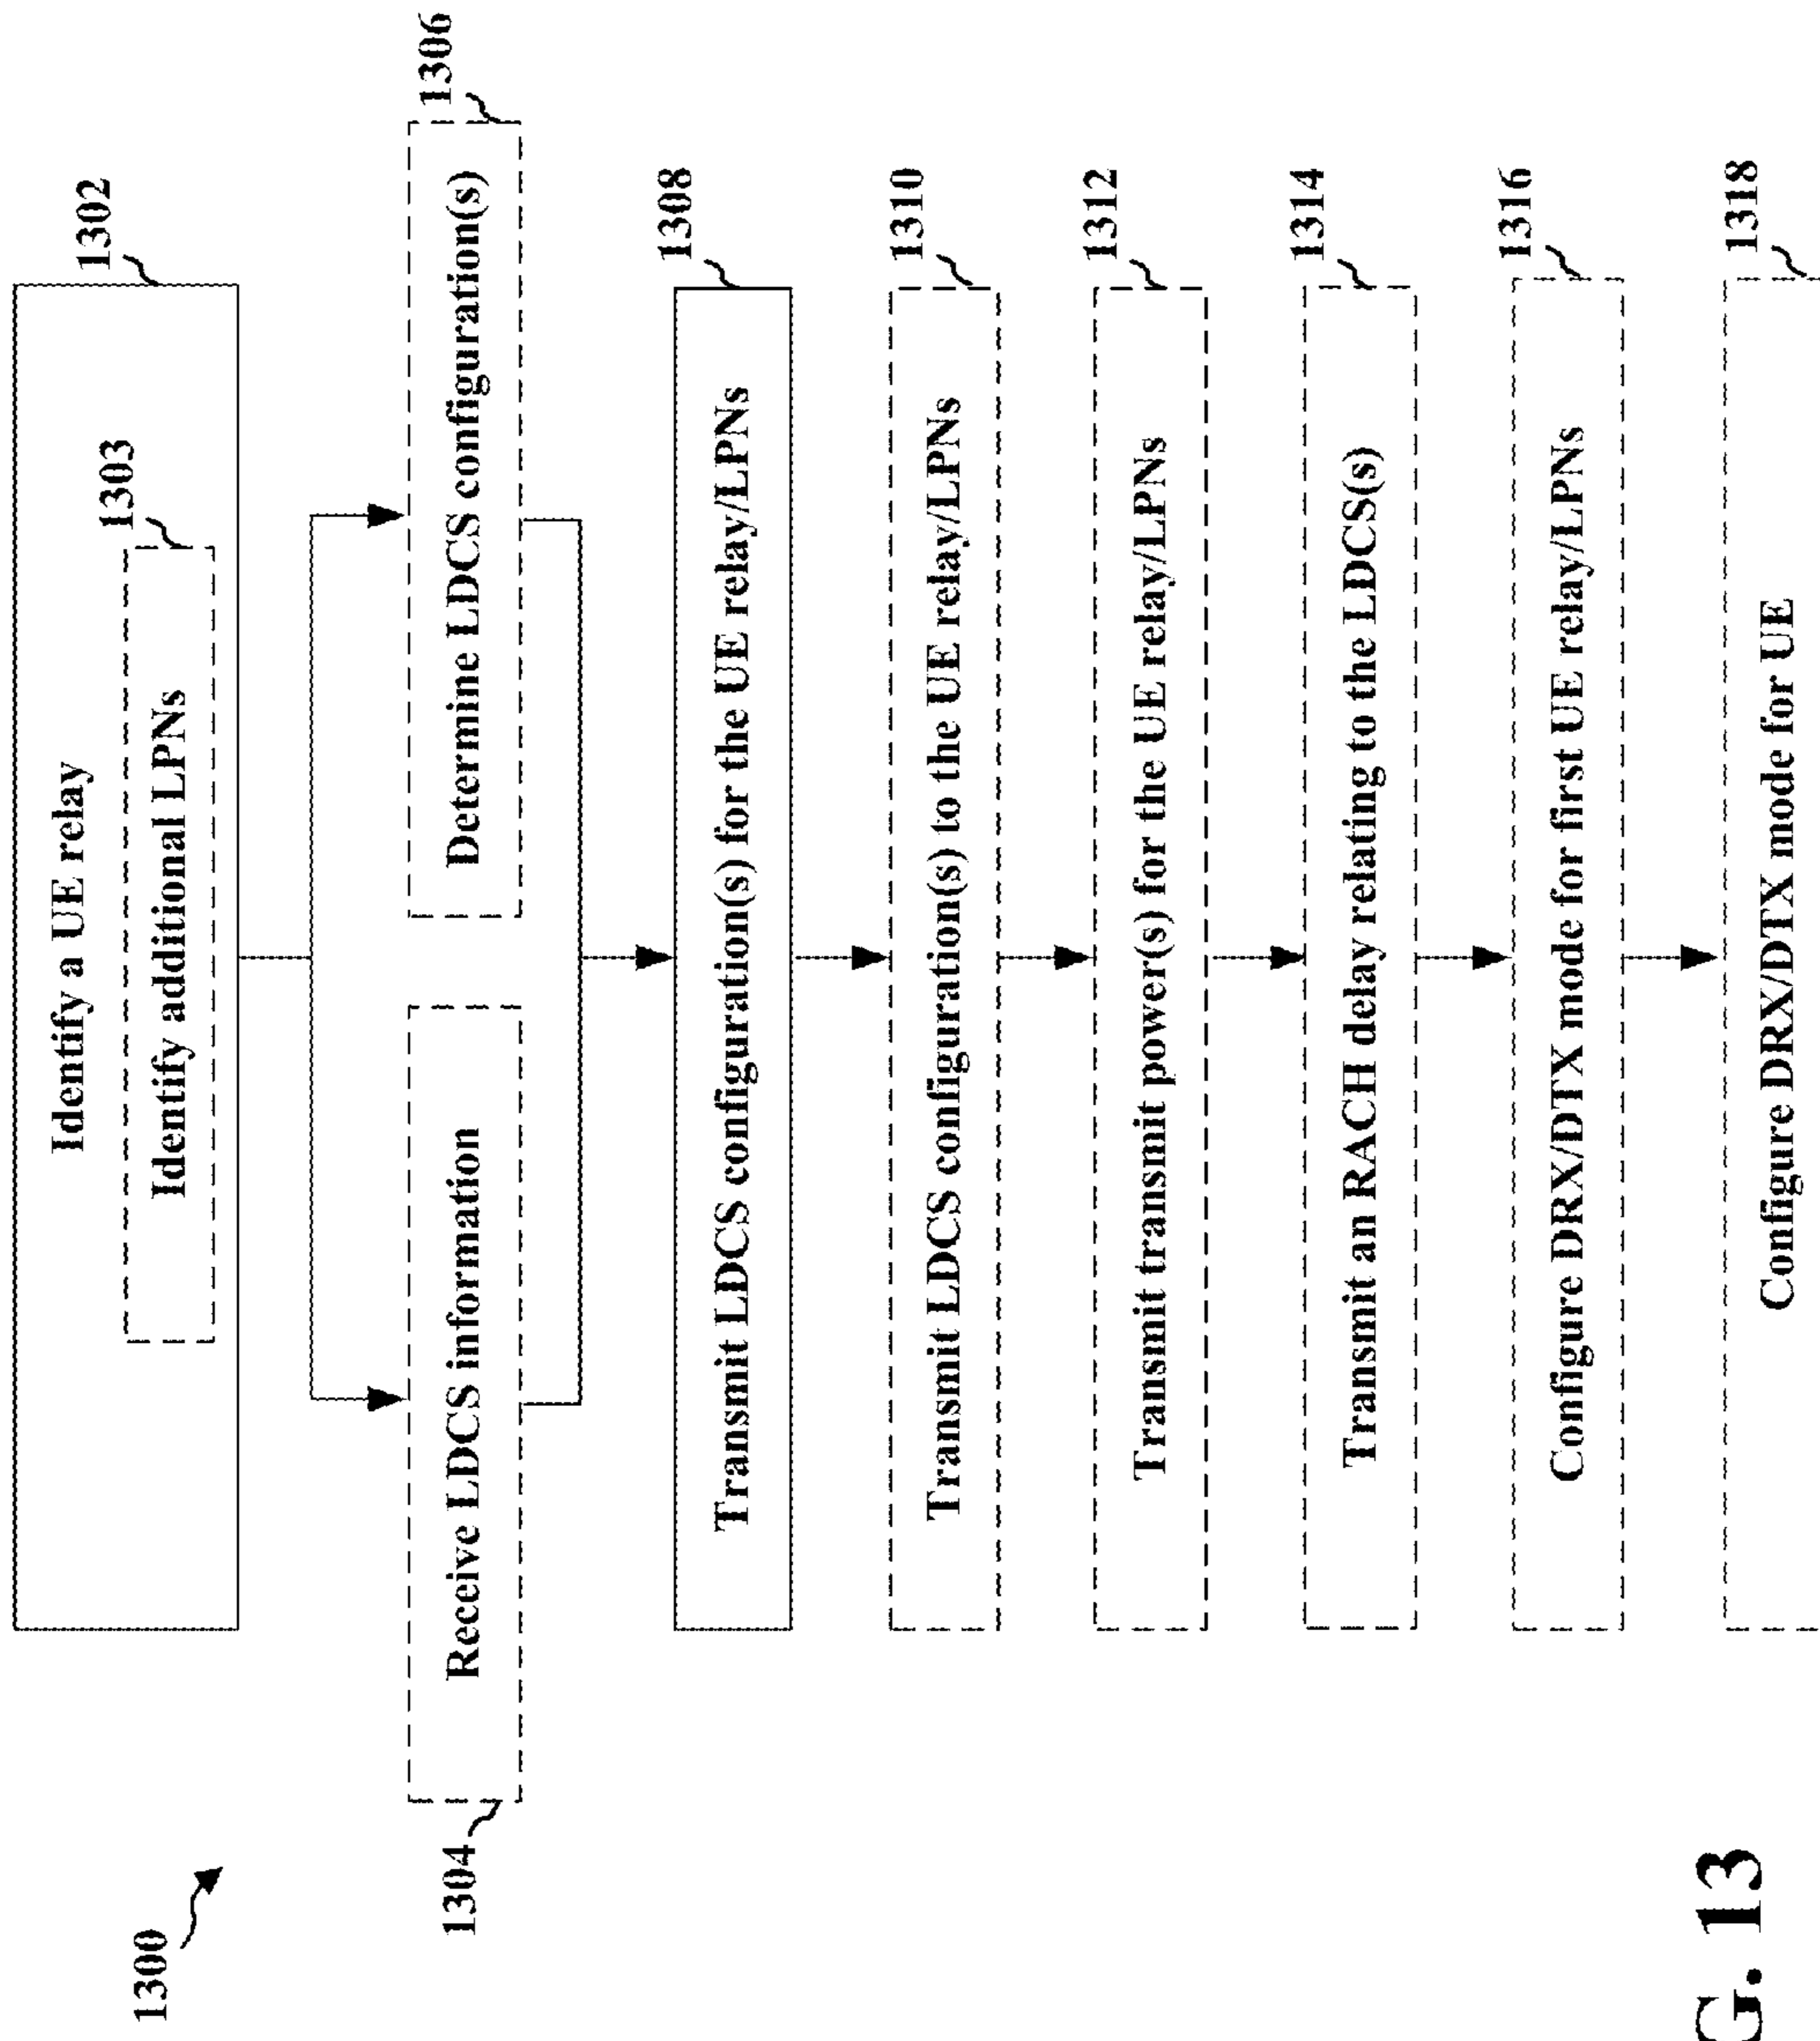 1300
1302
Identify a UE relay
1303
Identify additional LPNs
1304
Receive LDCS information
1306
Determine LDCS configuration(s)
1308
Transmit LDCS configuration(s) for the UE relay/LPNs
1310
Transmit LDCS configuration(s) to the UE relay/LPNs
1312
Transmit transmit power(s) for the UE relay/LPNs
1314
Transmit an RACH delay relating to the LDCS(s)
1316
Configure DRX/DTX mode for first UE relay/LPNs
1318
Configure DRX/DTX mode for UE
G. 13